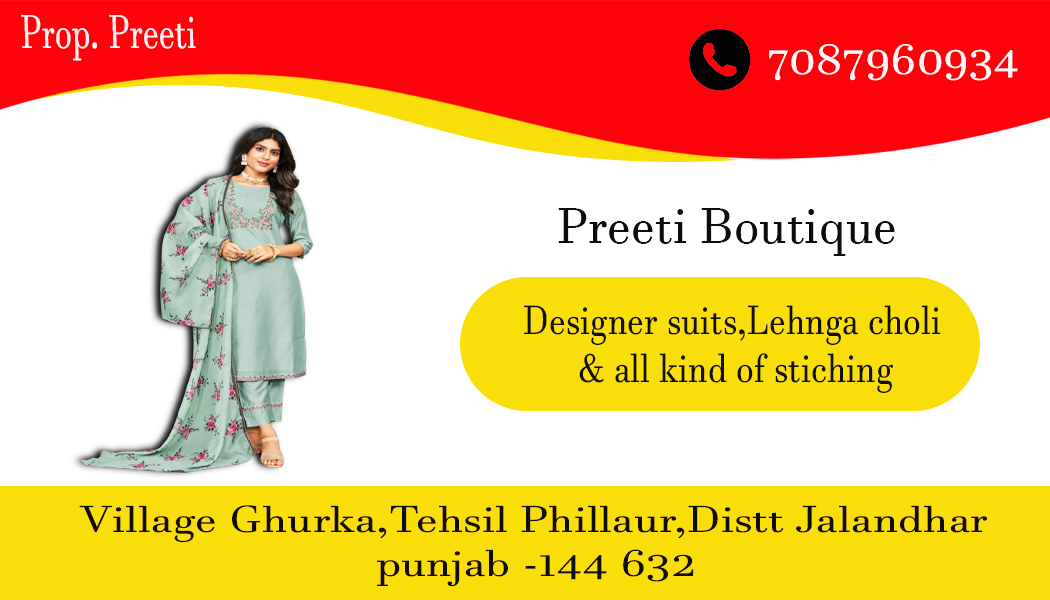 Prop. Preeti
7087960934
Preeti Boutique
Designer suits,Lehnga choli
& all kind of stiching
Village Ghurka,Tehsil Phillaur,Distt Jalandhar
punjab -144 632